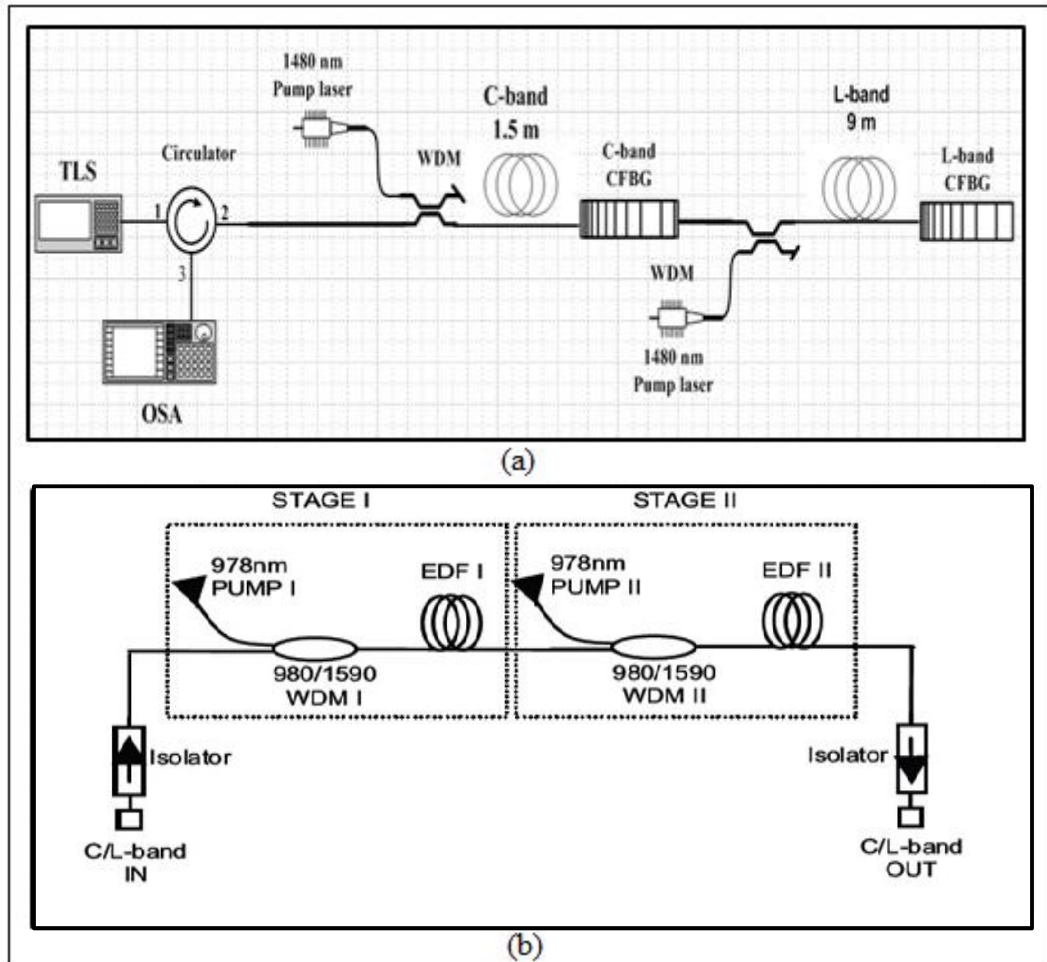 1480 nm
Pump laser
C-band
1.5 m
L-band
9 m
Circulator
WDM
C-band
CFBG
L-band
CFBG
TLS
1
2
3
WDM
1480 nm
Pump laser
OSA
(a)
STAGE I
STAGE II
978nm
PUMP I
EDF I
978nm
PUMP II
EDF II
980/1590
WDM I
980/1590
WDM II
Isolator
Isolator
C/L-band
IN
C/L-band
OUT
(b)